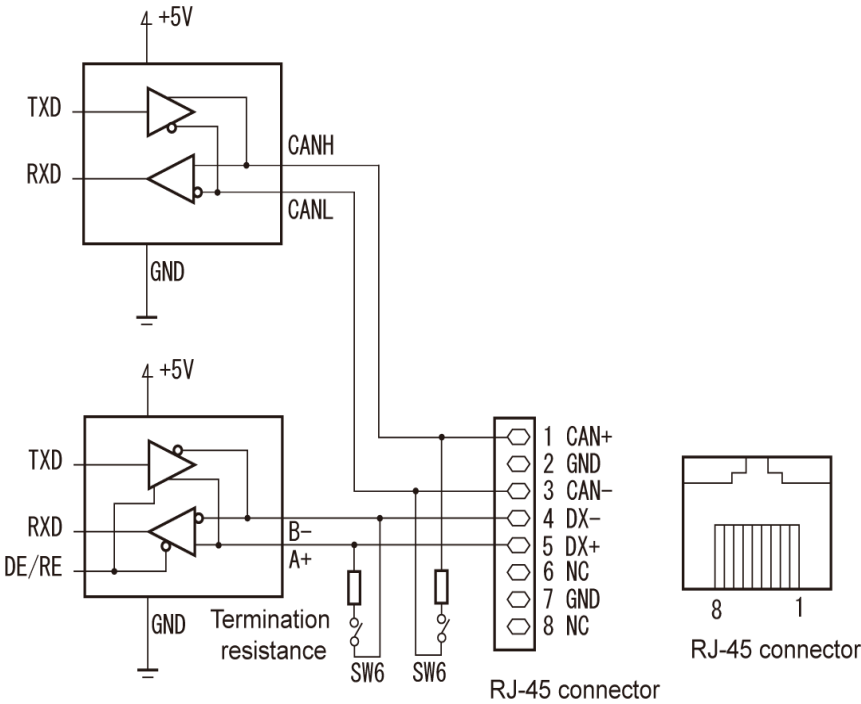 +5V
TXD
RXD
CANH
CANL
GND
+5V
TXD
RXD
DE/RE
B-
A+
GND
Termination
resistance
SW6
SW6
1 CAN+
2 GND
3 CAN-
4 DX-
5 DX+
6 NC
7 GND
8 NC
RJ-45 connector
8 1
RJ-45 connector